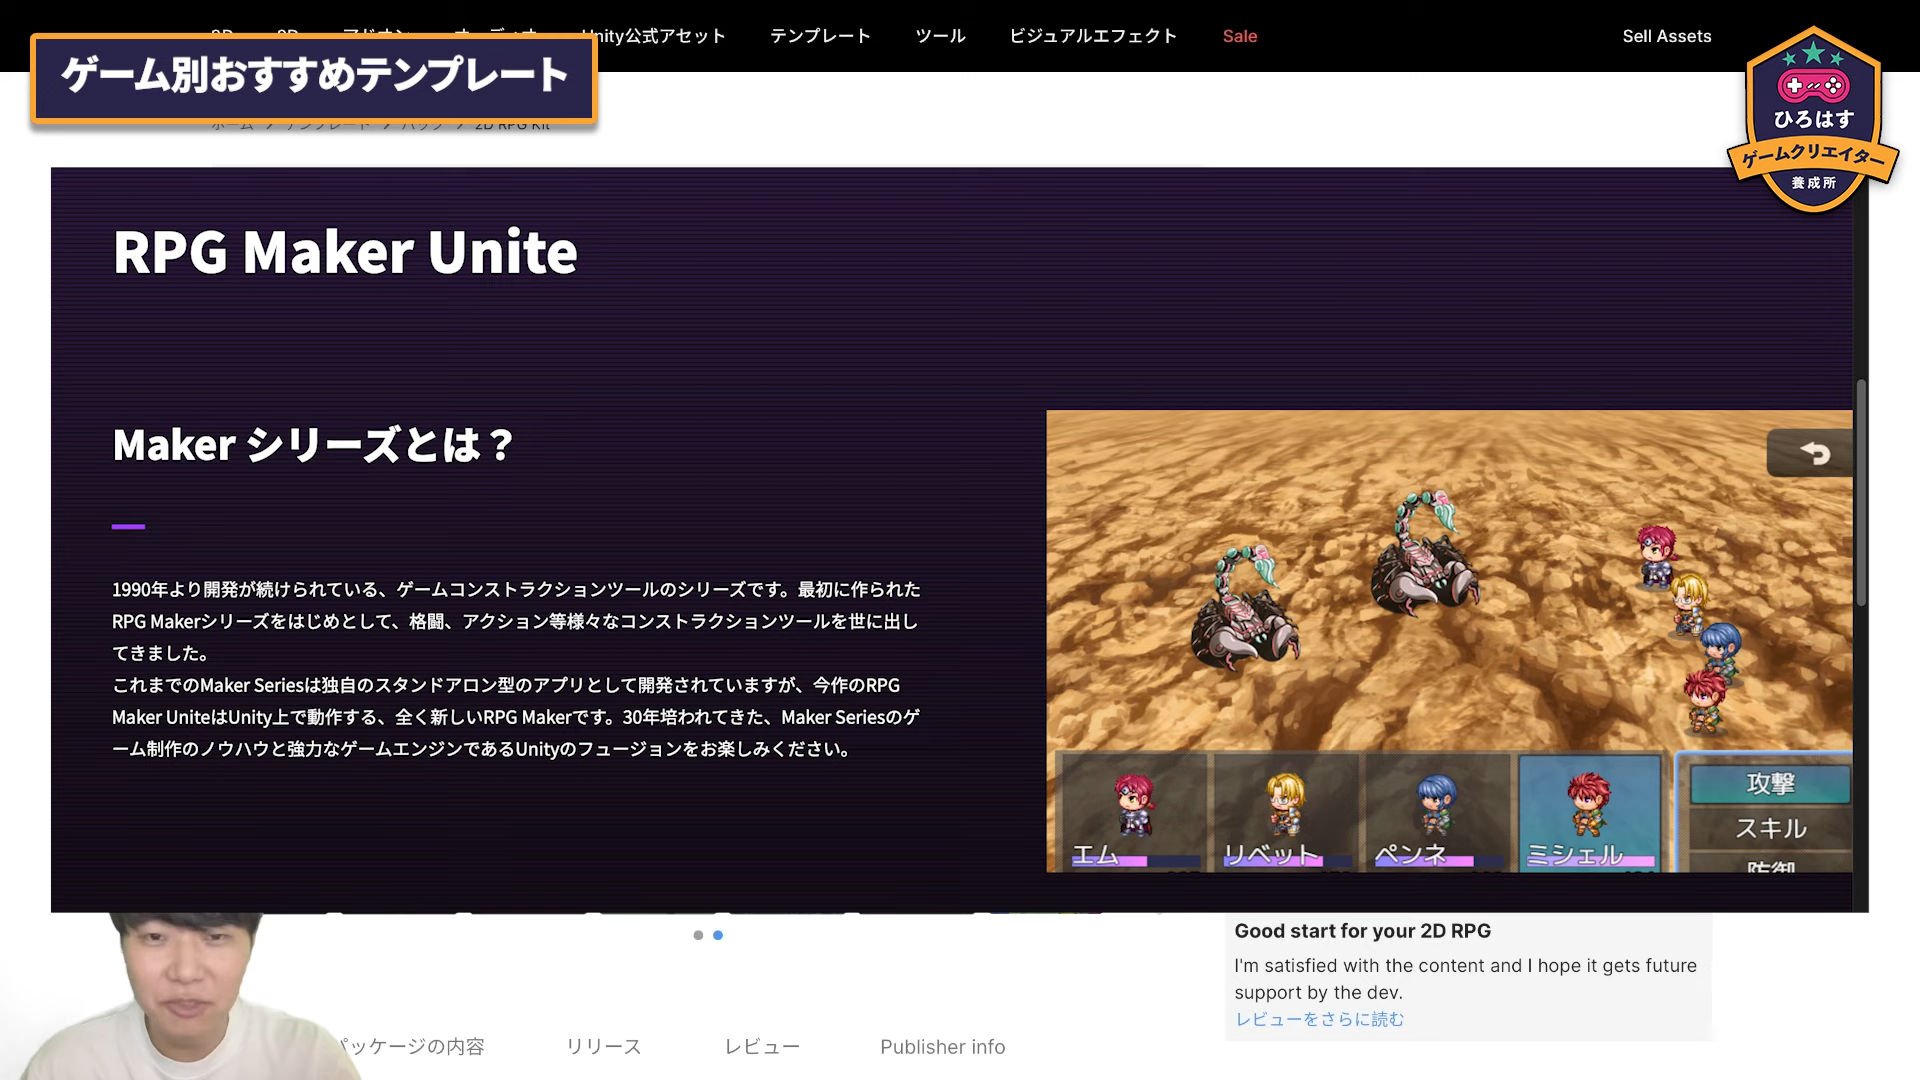 Unity公式アセット テンプレート ツール ビジュアルエフェクト Sale Sell Assets
ゲーム別おすすめテンプレート
2D RPG Kit
ひろはす
ゲームクリエイター
養成所
RPG Maker Unite
Maker シリーズとは？
1990年より開発が続けられている、ゲームコンストラクションツールのシリーズです。最初に作られた
RPG Makerシリーズをはじめとして、格闘、アクション等様々なコンストラクションツールを世に出し
てきました。
これまでのMaker Seriesは独自のスタンドアロン型のアプリとして開発されていますが、今作のRPG
Maker UniteはUnity上で動作する、全く新しいRPG Makerです。30年培われてきた、Maker Seriesのゲ
ーム制作のノウハウと強力なゲームエンジンであるUnityのフュージョンをお楽しみください。
エム リベット ペンネ ミシェル
攻撃
スキル
防御
Good start for your 2D RPG
I'm satisfied with the content and I hope it gets future
support by the dev.
レビューをさらに読む
パッケージの内容 リリース レビュー Publisher info